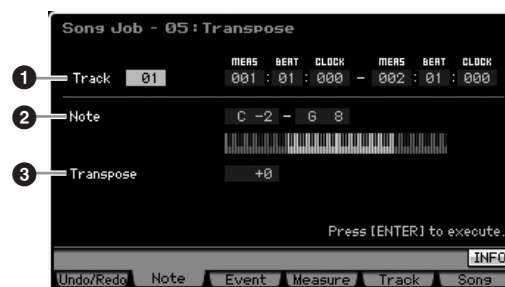 Song Job - 05:Transpose
MEAS BEAT CLOCK MEAS BEAT CLOCK
1 Track 01 001 : 01 : 000 - 002 : 01 : 000
2 Note C -2 - G 8
3 Transpose +0
Press [ENTER] to execute.
INFO
Undo/Redo Note Event Measure Track Song